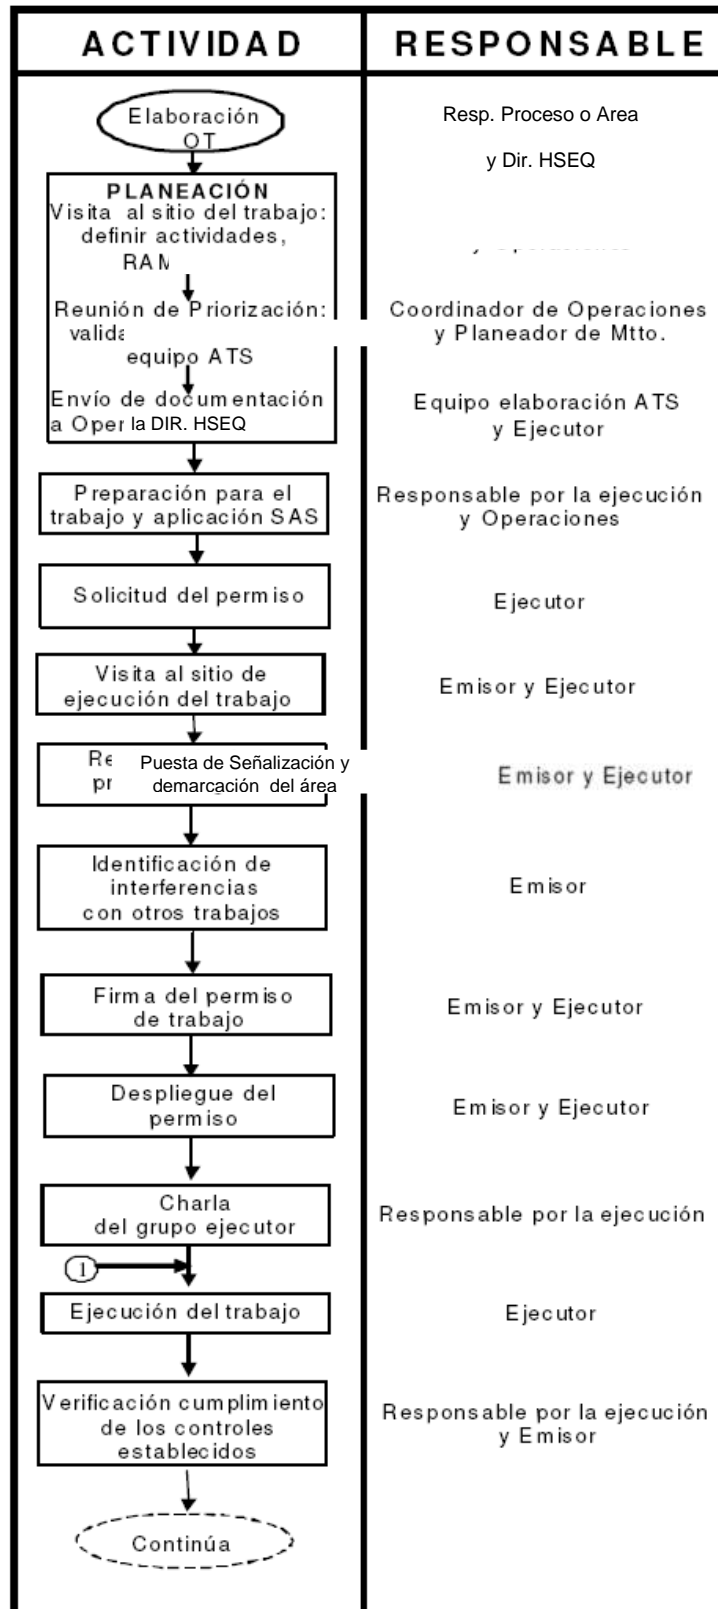 ACTIVIDAD
RESPONSABLE
Elaboración
OT
Resp. Proceso o Area
y Dir. HSEQ
PLANEACIÓN
Visita al sitio del trabajo:
definir actividades,
Reunión de Priorización:
equipo ATS
Coordinador de Operaciones
y Planeador de Mtto.
Envío de documentación
a Oper la DIR. HSEQ
Equipo elaboración ATS
y Ejecutor
Preparación para el
trabajo y aplicación SAS
Responsable por la ejecución
y Operaciones
Solicitud del permiso
Ejecutor
Visita al sitio de
ejecución del trabajo
Emisor y Ejecutor
Puesta de Señalización y
demarcación del área
Emisor y Ejecutor
Identificación de
interferencias
con otros trabajos
Emisor
Firma del permiso
de trabajo
Emisor y Ejecutor
Despliegue del
permiso
Emisor y Ejecutor
Charla
del grupo ejecutor
Responsable por la ejecución
1
Ejecución del trabajo
Ejecutor
Verificación cumplimiento
de los controles
establecidos
Responsable por la ejecución
y Emisor
Continúa